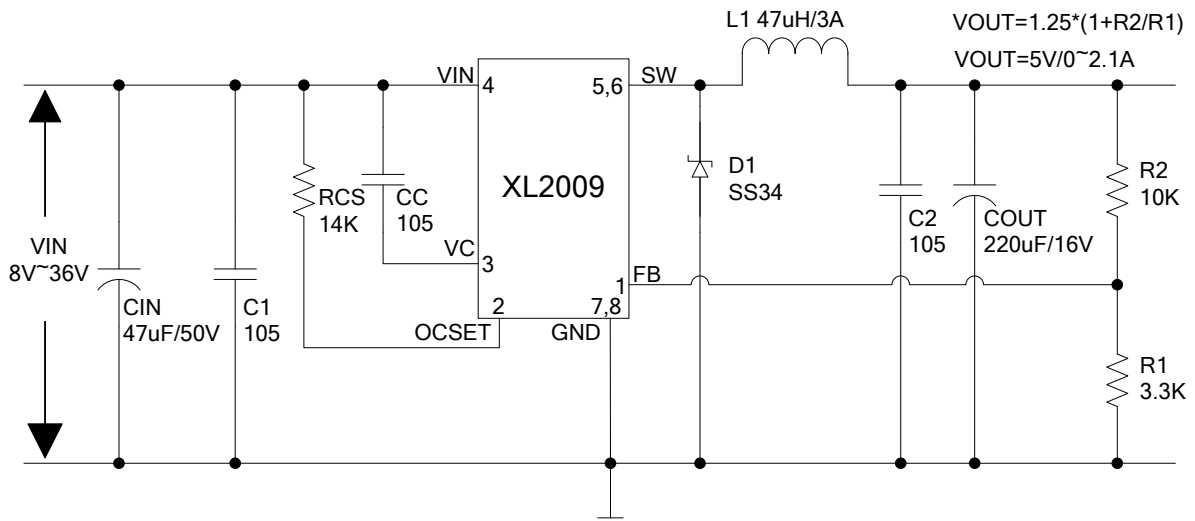 L1 47uH/3A
VOUT=1.25*(1+R2/R1)
VOUT=5V/0~2.1A
VIN
4
5,6
SW
XL2009
RCS
14K
CC
105
D1
SS34
R2
10K
C2
105
COUT
220uF/16V
VIN
8V~36V
VC
3
1
FB
CIN
47uF/50V
C1
105
2
7,8
OCSET
GND
R1
3.3K